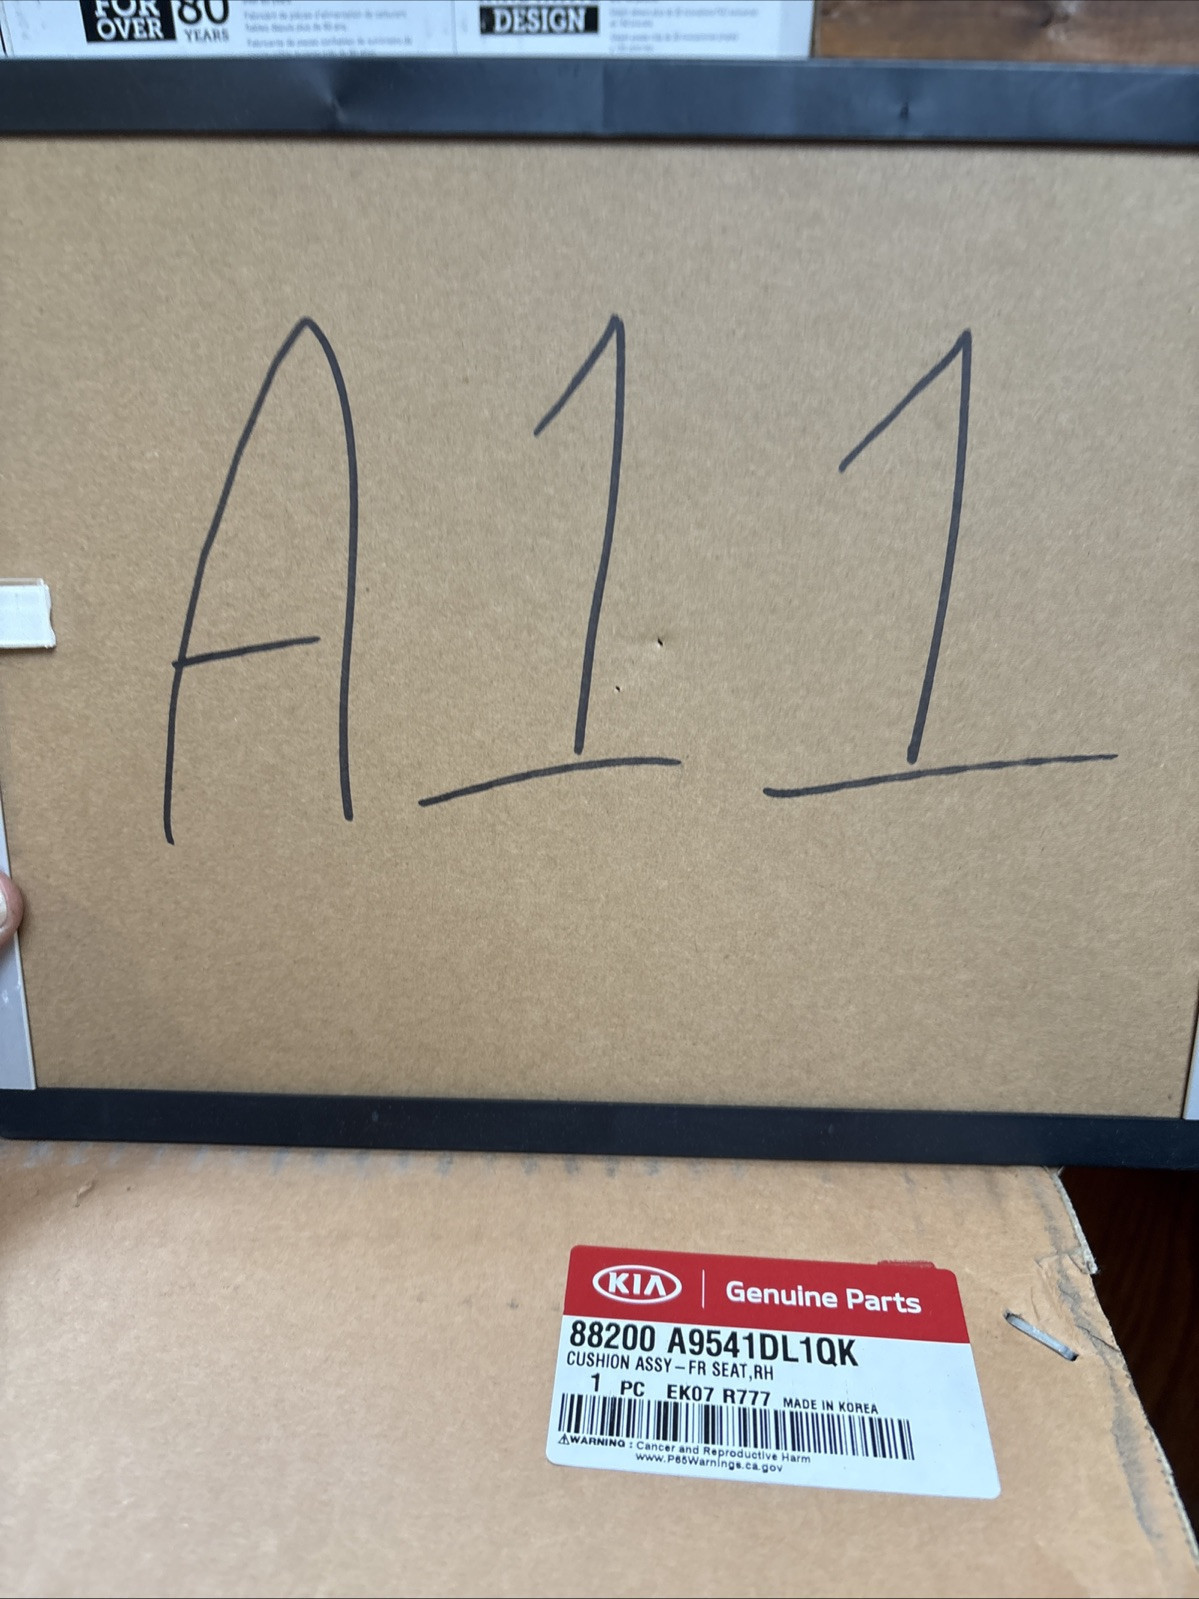 FOR 80
OVER YEARS
DESIGN
A11
KIA Genuine Parts
88200 A9541DL1QK
CUSHION ASSY-FR SEAT,RH
1 PC EK07 R777 MADE IN KOREA
⚠WARNING : Cancer and Reproductive Harm
www.P65Warnings.ca.gov